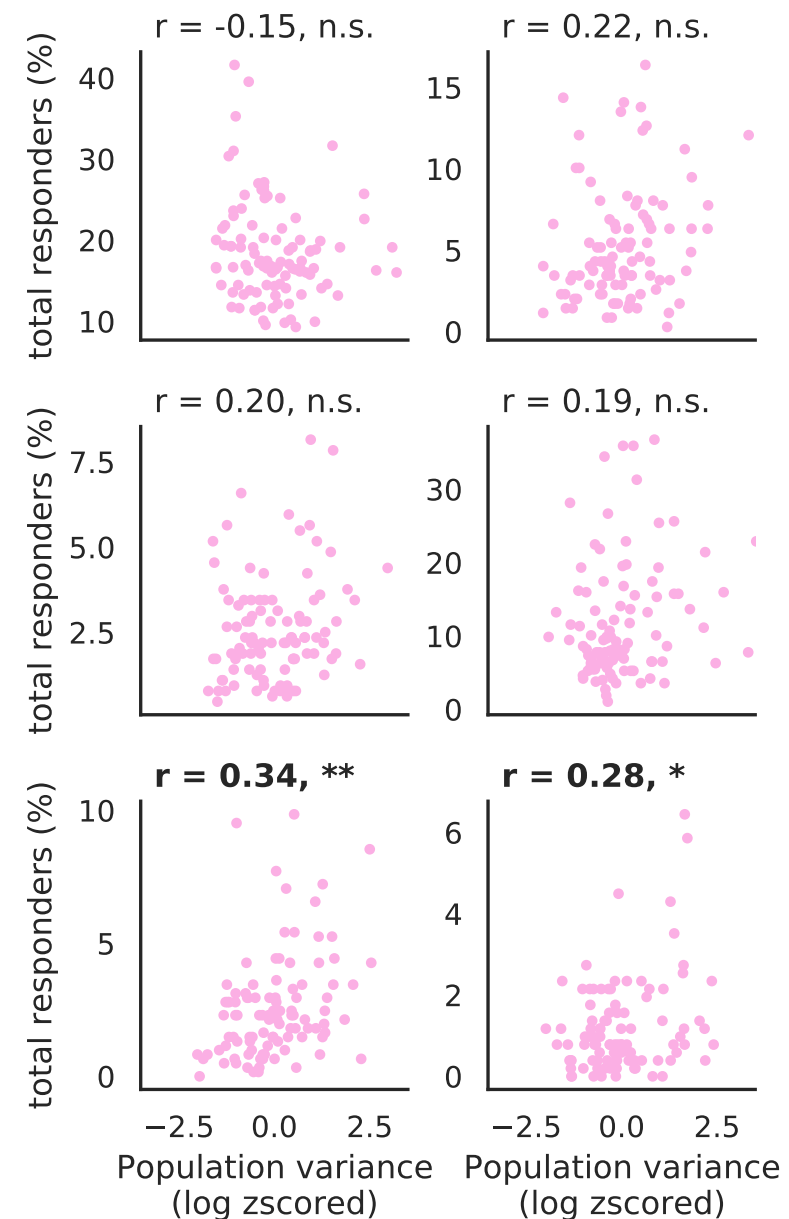 r = -0.15, n.s.
r = 0.22, n.s.
total responders (%)
40
30
20
10
15
10
5
0
r = 0.20, n.s.
r = 0.19, n.s.
total responders (%)
7.5
5.0
2.5
30
20
10
0
r = 0.34, **
r = 0.28, *
total responders (%)
10
5
0
6
4
2
0
−2.5 0.0 2.5
−2.5 0.0 2.5
Population variance
(log zscored)
Population variance
(log zscored)